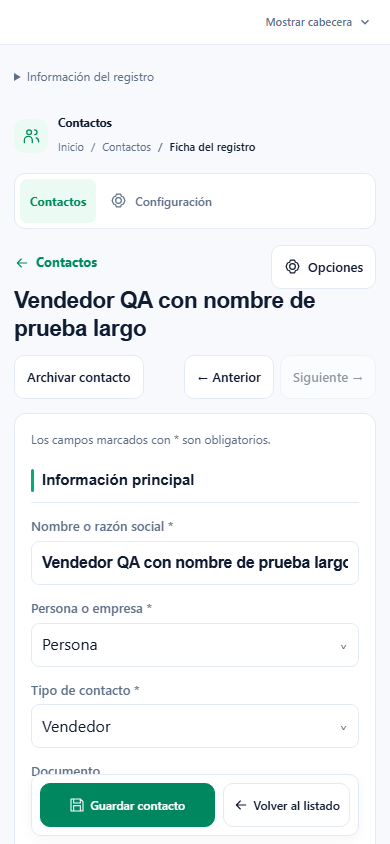 Mostrar cabecera
Información del registro
Contactos
Inicio / Contactos / Ficha del registro
Contactos Configuración
← Contactos
Opciones
Vendedor QA con nombre de
prueba largo
Archivar contacto
← Anterior
Siguiente →
Los campos marcados con * son obligatorios.
Información principal
Nombre o razón social *
Vendedor QA con nombre de prueba largo
Persona o empresa *
Persona
Tipo de contacto *
Vendedor
Documento
Guardar contacto
← Volver al listado